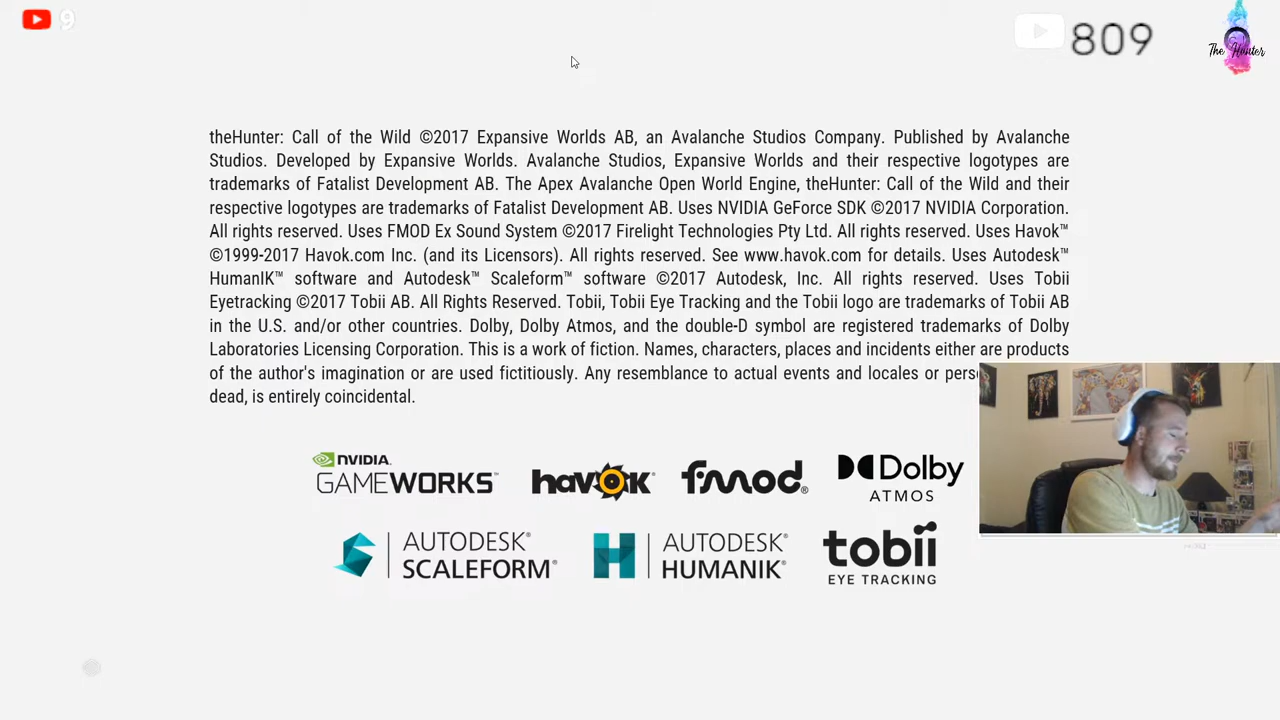 9
809
The Hunter
theHunter: Call of the Wild ©2017 Expansive Worlds AB, an Avalanche Studios Company. Published by Avalanche
Studios. Developed by Expansive Worlds. Avalanche Studios, Expansive Worlds and their respective logotypes are
trademarks of Fatalist Development AB. The Apex Avalanche Open World Engine, theHunter: Call of the Wild and their
respective logotypes are trademarks of Fatalist Development AB. Uses NVIDIA GeForce SDK ©2017 NVIDIA Corporation.
All rights reserved. Uses FMOD Ex Sound System ©2017 Firelight Technologies Pty Ltd. All rights reserved. Uses Havok™
©1999-2017 Havok.com Inc. (and its Licensors). All rights reserved. See www.havok.com for details. Uses Autodesk™
HumanIK™ software and Autodesk™ Scaleform™ software ©2017 Autodesk, Inc. All rights reserved. Uses Tobii
Eyetracking ©2017 Tobii AB. All Rights Reserved. Tobii, Tobii Eye Tracking and the Tobii logo are trademarks of Tobii AB
in the U.S. and/or other countries. Dolby, Dolby Atmos, and the double-D symbol are registered trademarks of Dolby
Laboratories Licensing Corporation. This is a work of fiction. Names, characters, places and incidents either are products
of the author's imagination or are used fictitiously. Any resemblance to actual events and locales or pers
dead, is entirely coincidental.
NVIDIA.
GAMEWORKS™ havok® fmod® Dolby
ATMOS
AUTODESK® SCALEFORM®
AUTODESK® HUMANIK®
tobii
EYE TRACKING